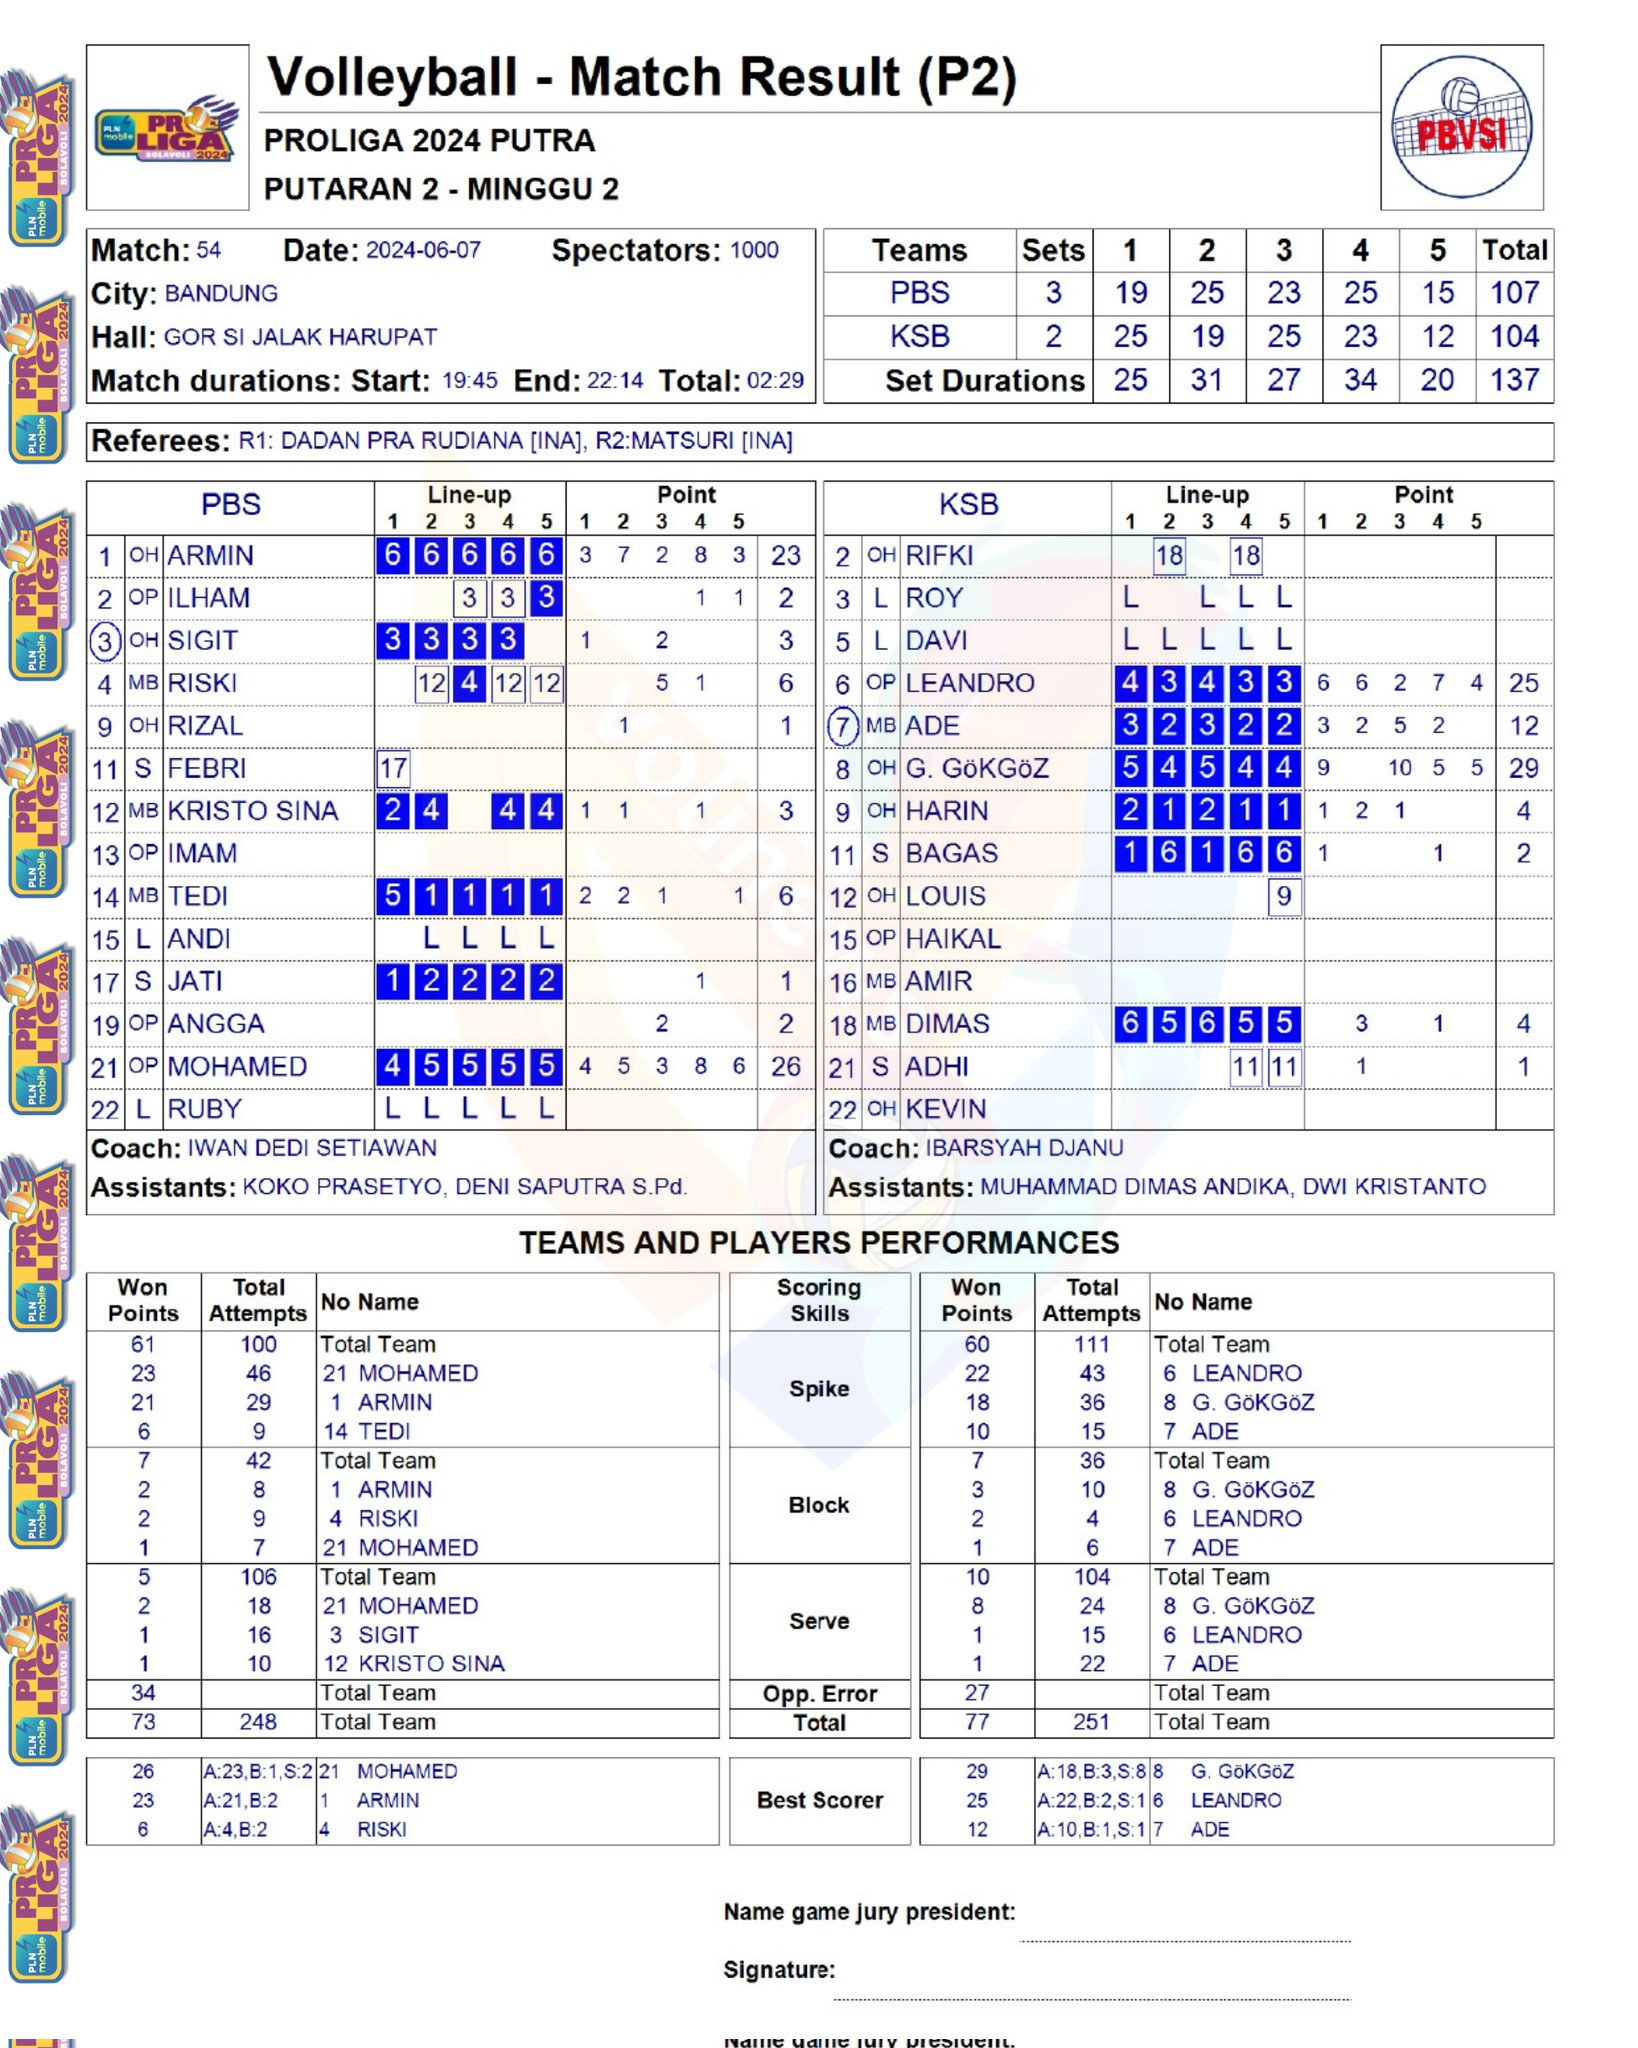 Volleyball - Match Result (P2)
PROLIGA 2024 PUTRA
PUTARAN 2 - MINGGU 2
PLN mobile PROLIGA BOLAVOLI 2024
PBVSI
Match: 54 Date: 2024-06-07 Spectators: 1000
City: BANDUNG
Hall: GOR SI JALAK HARUPAT
Match durations: Start: 19:45 End: 22:14 Total: 02:29
Teams Sets 1 2 3 4 5 Total
PBS 3 19 25 23 25 15 107
KSB 2 25 19 25 23 12 104
Set Durations 25 31 27 34 20 137
Referees: R1: DADAN PRA RUDIANA [INA], R2:MATSURI [INA]
PBS Line-up Point
1 2 3 4 5 1 2 3 4 5
1 OH ARMIN 6 6 6 6 6 3 7 2 8 3 23
2 OP ILHAM 3 3 3 1 1 2
3 OH SIGIT 3 3 3 3 1 2 3
4 MB RISKI 12 4 12 12 5 1 6
9 OH RIZAL 1 1
11 S FEBRI 17
12 MB KRISTO SINA 2 4 4 4 1 1 1 3
13 OP IMAM
14 MB TEDI 5 1 1 1 1 2 2 1 1 6
15 L ANDI L L L L
17 S JATI 1 2 2 2 2 1 1
19 OP ANGGA 2 2
21 OP MOHAMED 4 5 5 5 5 4 5 3 8 6 26
22 L RUBY L L L L L
Coach: IWAN DEDI SETIAWAN
Assistants: KOKO PRASETYO, DENI SAPUTRA S.Pd.
KSB Line-up Point
1 2 3 4 5 1 2 3 4 5
2 OH RIFKI 18 18
3 L ROY L L L L
5 L DAVI L L L L L
6 OP LEANDRO 4 3 4 3 3 6 6 2 7 4 25
7 MB ADE 3 2 3 2 2 3 2 5 2 12
8 OH G. GöKGöZ 5 4 5 4 4 9 10 5 5 29
9 OH HARIN 2 1 2 1 1 1 2 1 4
11 S BAGAS 1 6 1 6 6 1 1 2
12 OH LOUIS 9
15 OP HAIKAL
16 MB AMIR
18 MB DIMAS 6 5 6 5 5 3 1 4
21 S ADHI 11 11 1 1
22 OH KEVIN
Coach: IBARSYAH DJANU
Assistants: MUHAMMAD DIMAS ANDIKA, DWI KRISTANTO
TEAMS AND PLAYERS PERFORMANCES
Won Points Total Attempts No Name Scoring Skills Won Points Total Attempts No Name
61 100 Total Team 60 111 Total Team
23 46 21 MOHAMED 22 43 6 LEANDRO
Spike
21 29 1 ARMIN 18 36 8 G. GöKGöZ
6 9 14 TEDI 10 15 7 ADE
7 42 Total Team 7 36 Total Team
2 8 1 ARMIN 3 10 8 G. GöKGöZ
Block
2 9 4 RISKI 2 4 6 LEANDRO
1 7 21 MOHAMED 1 6 7 ADE
5 106 Total Team 10 104 Total Team
2 18 21 MOHAMED 8 24 8 G. GöKGöZ
Serve
1 16 3 SIGIT 1 15 6 LEANDRO
1 10 12 KRISTO SINA 1 22 7 ADE
34 Total Team Opp. Error 27 Total Team
73 248 Total Team Total 77 251 Total Team
26 A:23,B:1,S:2 21 MOHAMED 29 A:18,B:3,S:8 8 G. GöKGöZ
23 A:21,B:2 1 ARMIN Best Scorer 25 A:22,B:2,S:1 6 LEANDRO
6 A:4,B:2 4 RISKI 12 A:10,B:1,S:1 7 ADE
Name game jury president:
Signature:
Name game jury president: